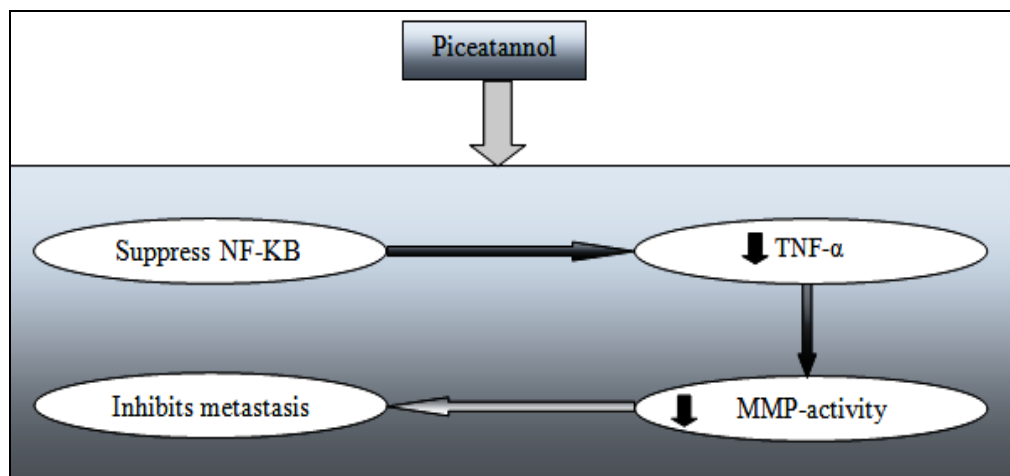 Piceatannol
Suppress NF-KB
TNF-α
Inhibits metastasis
MMP-activity